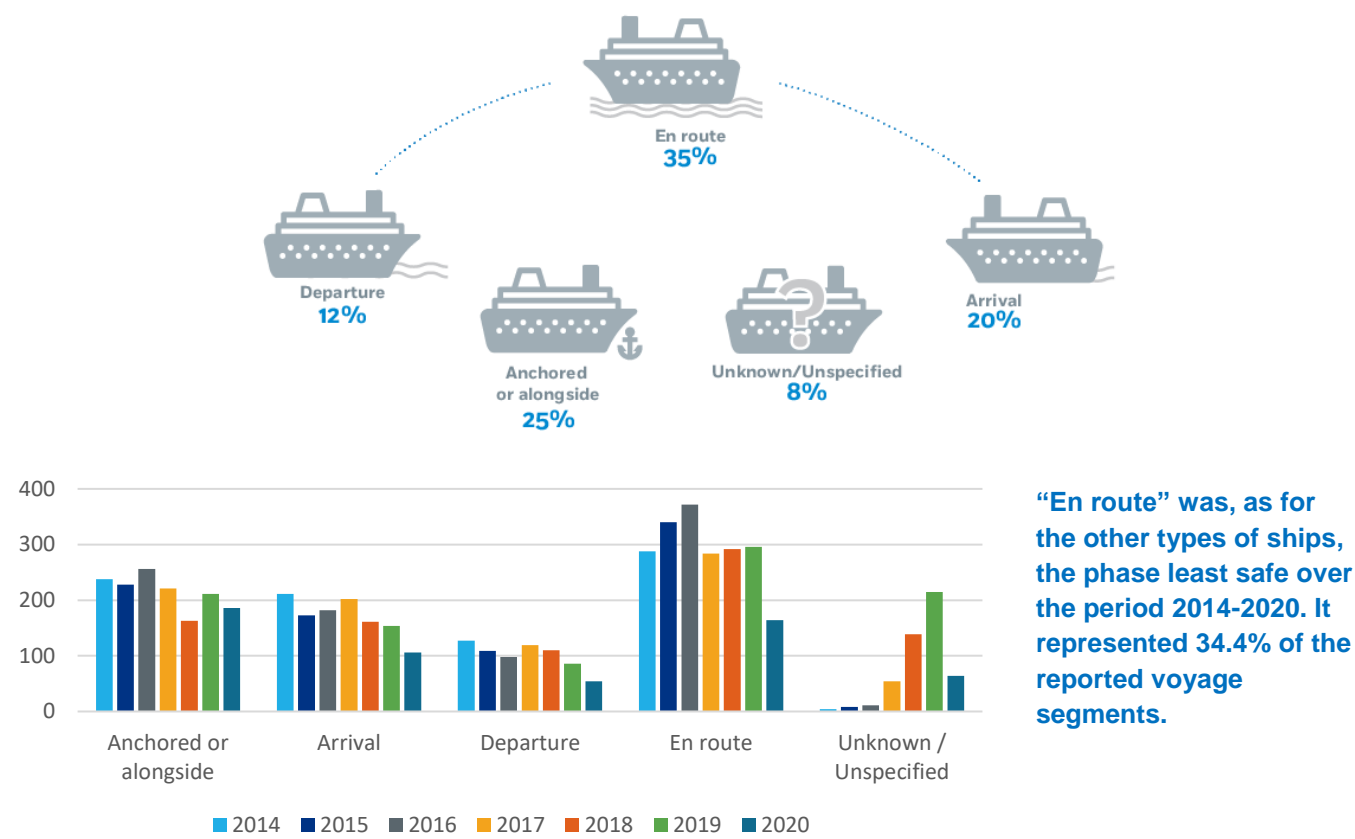 En route
35%
Departure
12%
Anchored
or alongside
25%
?
Unknown/Unspecified
8%
Arrival
20%
400
300
200
100
0
Anchored or
alongside
Arrival
Departure
En route
Unknown /
Unspecified
2014 2015 2016 2017 2018 2019 2020
“En route” was, as for
the other types of ships,
the phase least safe over
the period 2014-2020. It
represented 34.4% of the
reported voyage
segments.